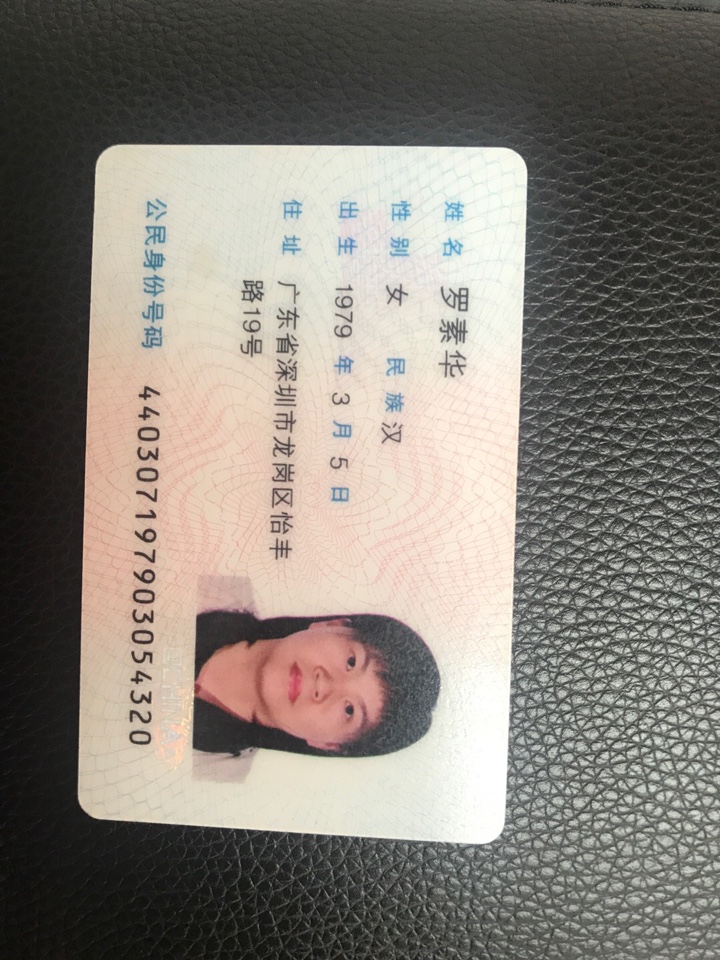 姓名 罗素华
性别 女 民族 汉
出生 1979 年 3 月 5 日
住址 广东省深圳市龙岗区怡丰
路19号
公民身份号码 440307197903054320